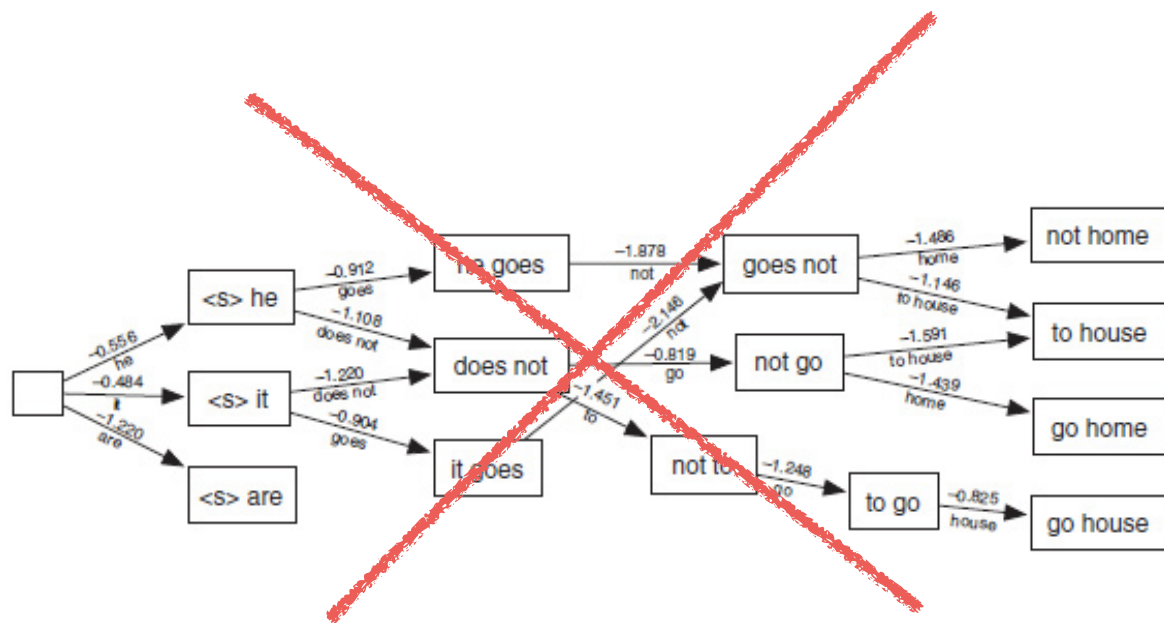 -0.556
he
-0.484
it
-1.220
are
<s> he
<s> it
<s> are
-0.912
goes
-1.108
does not
-1.220
does not
-0.904
goes
he goes
does not
it goes
-1.878
not
-2.146
not
-0.819
go
-1.451
to
goes not
not go
not to
-1.248
go
to go
-1.486
home
-1.146
to house
-1.591
to house
-1.439
home
-0.825
house
not home
to house
go home
go house